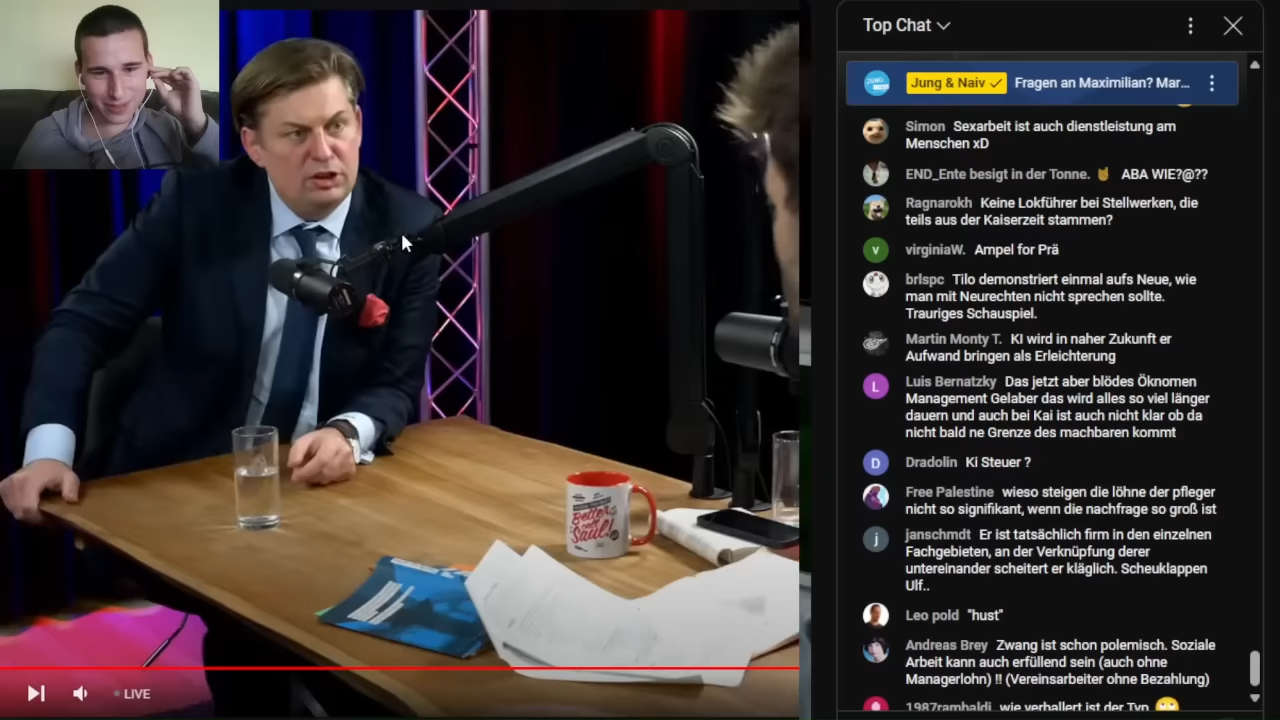 Top Chat
Jung & Naiv Fragen an Maximilian? Mar...
Simon Sexarbeit ist auch dienstleistung am
Menschen xD
END_Ente besigt in der Tonne. ABA WIE?@??
Ragnarokh Keine Lokführer bei Stellwerken, die
teils aus der Kaiserzeit stammen?
v virginiaW. Ampel for Prä
brlspc Tilo demonstriert einmal aufs Neue, wie
man mit Neurechten nicht sprechen sollte.
Trauriges Schauspiel.
Martin Monty T. KI wird in naher Zukunft er
Aufwand bringen als Erleichterung
L Luis Bernatzky Das jetzt aber blödes Öknomen
Management Gelaber das wird alles so viel länger
dauern und auch bei Kai ist auch nicht klar ob da
nicht bald ne Grenze des machbaren kommt
D Dradolin Ki Steuer ?
Free Palestine wieso steigen die löhne der pfleger
nicht so signifikant, wenn die nachfrage so groß ist
j janschmdt Er ist tatsächlich firm in den einzelnen
Fachgebieten, an der Verknüpfung derer
untereinander scheitert er kläglich. Scheuklappen
Ulf..
Leo pold "hust"
Andreas Brey Zwang ist schon polemisch. Soziale
Arbeit kann auch erfüllend sein (auch ohne
Managerlohn) !! (Vereinsarbeiter ohne Bezahlung)
1987rambaldi wie verballert ist der Typ
Better
call
Saul!
LIVE